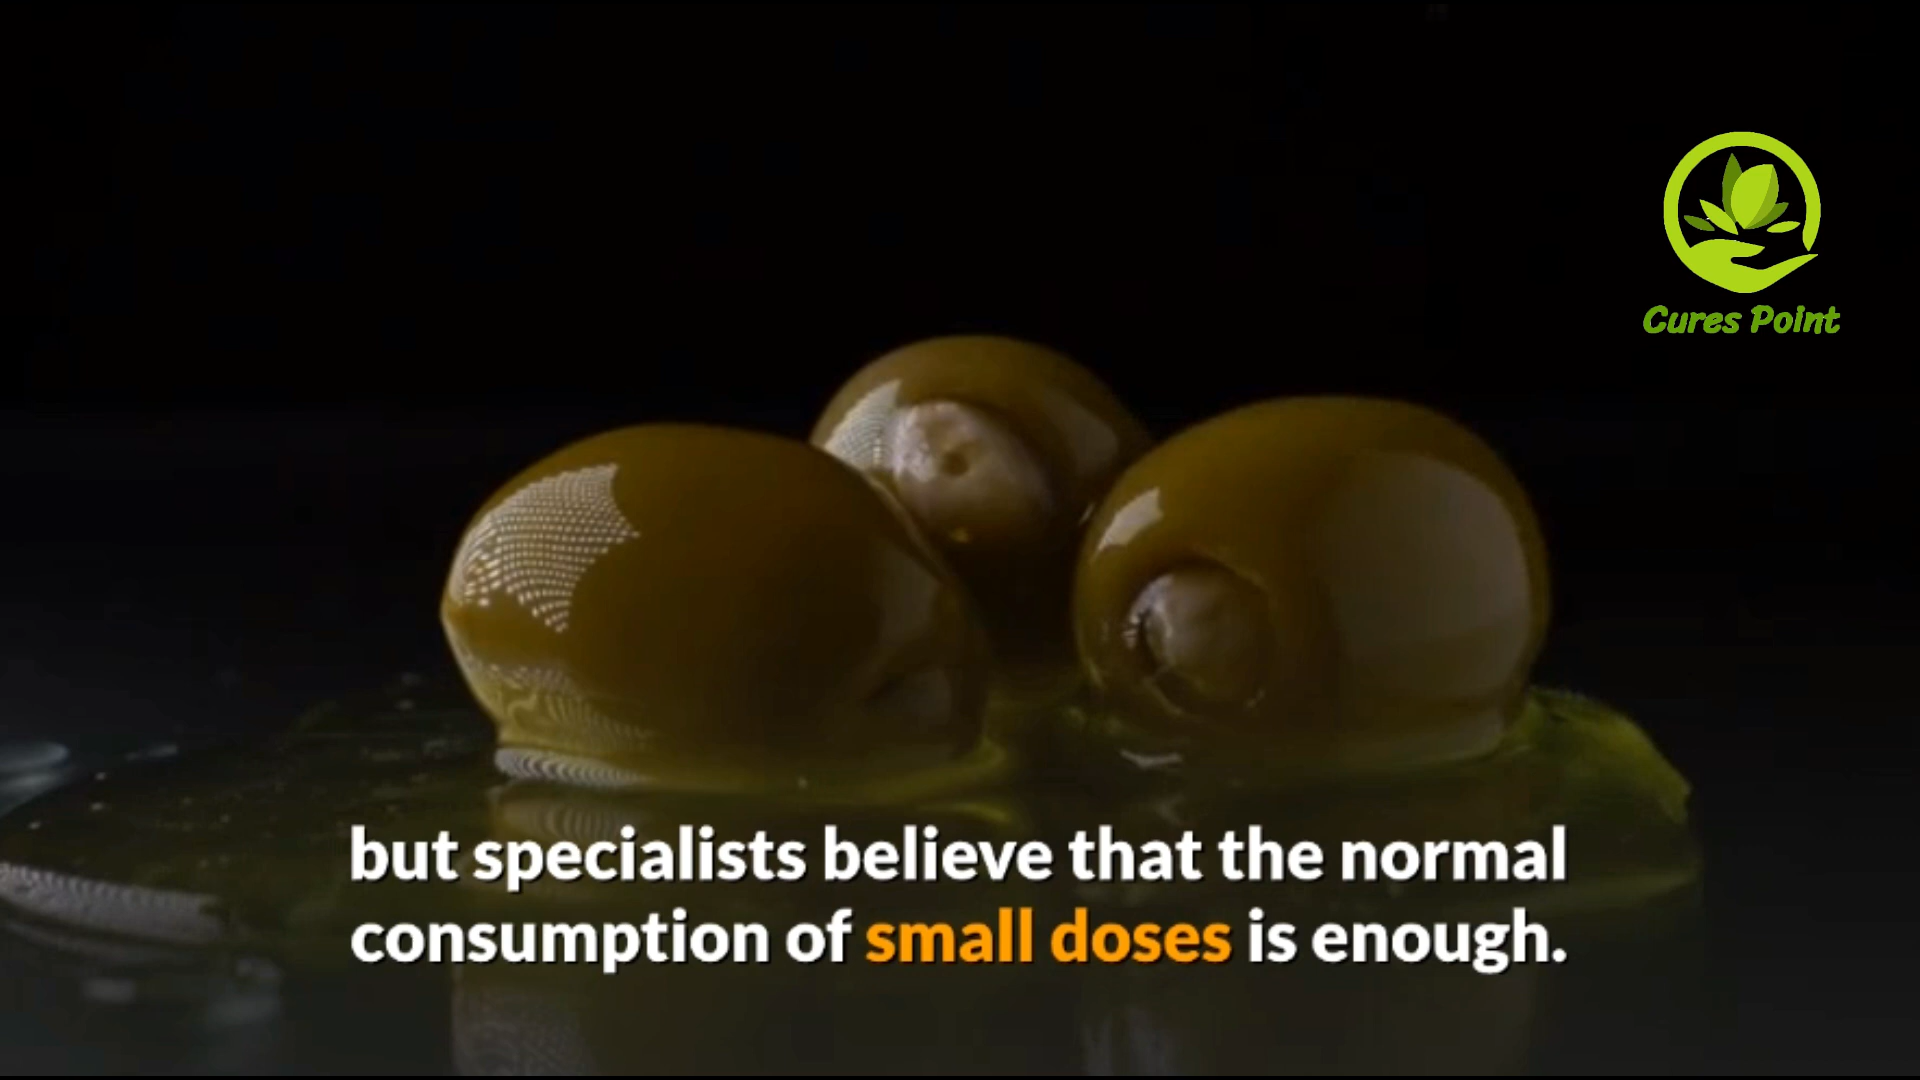 Cures Point
but specialists believe that the normal
consumption of small doses is enough.